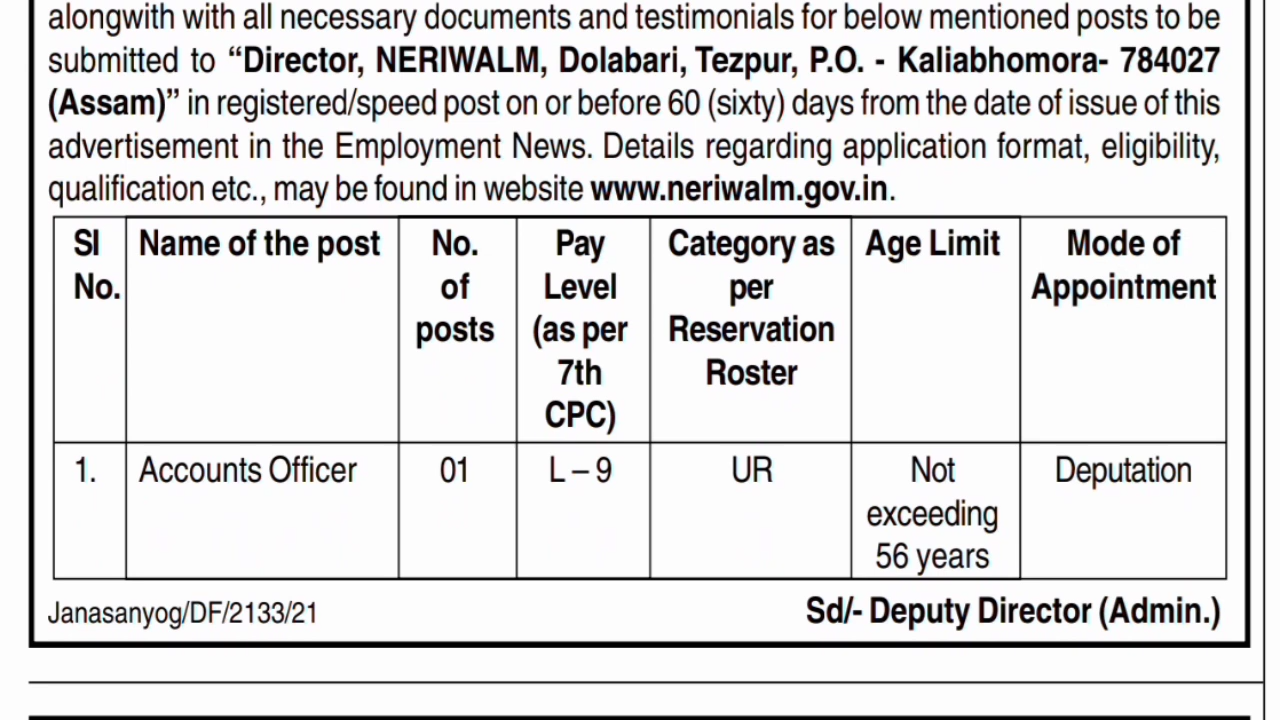 alongwith with all necessary documents and testimonials for below mentioned posts to be
submitted to “Director, NERIWALM, Dolabari, Tezpur, P.O. - Kaliabhomora- 784027
(Assam)” in registered/speed post on or before 60 (sixty) days from the date of issue of this
advertisement in the Employment News. Details regarding application format, eligibility,
qualification etc., may be found in website www.neriwalm.gov.in.
Sl No.
Name of the post
No. of posts
Pay Level (as per 7th CPC)
Category as per Reservation Roster
Age Limit
Mode of Appointment
1.
Accounts Officer
01
L – 9
UR
Not exceeding 56 years
Deputation
Janasanyog/DF/2133/21
Sd/- Deputy Director (Admin.)